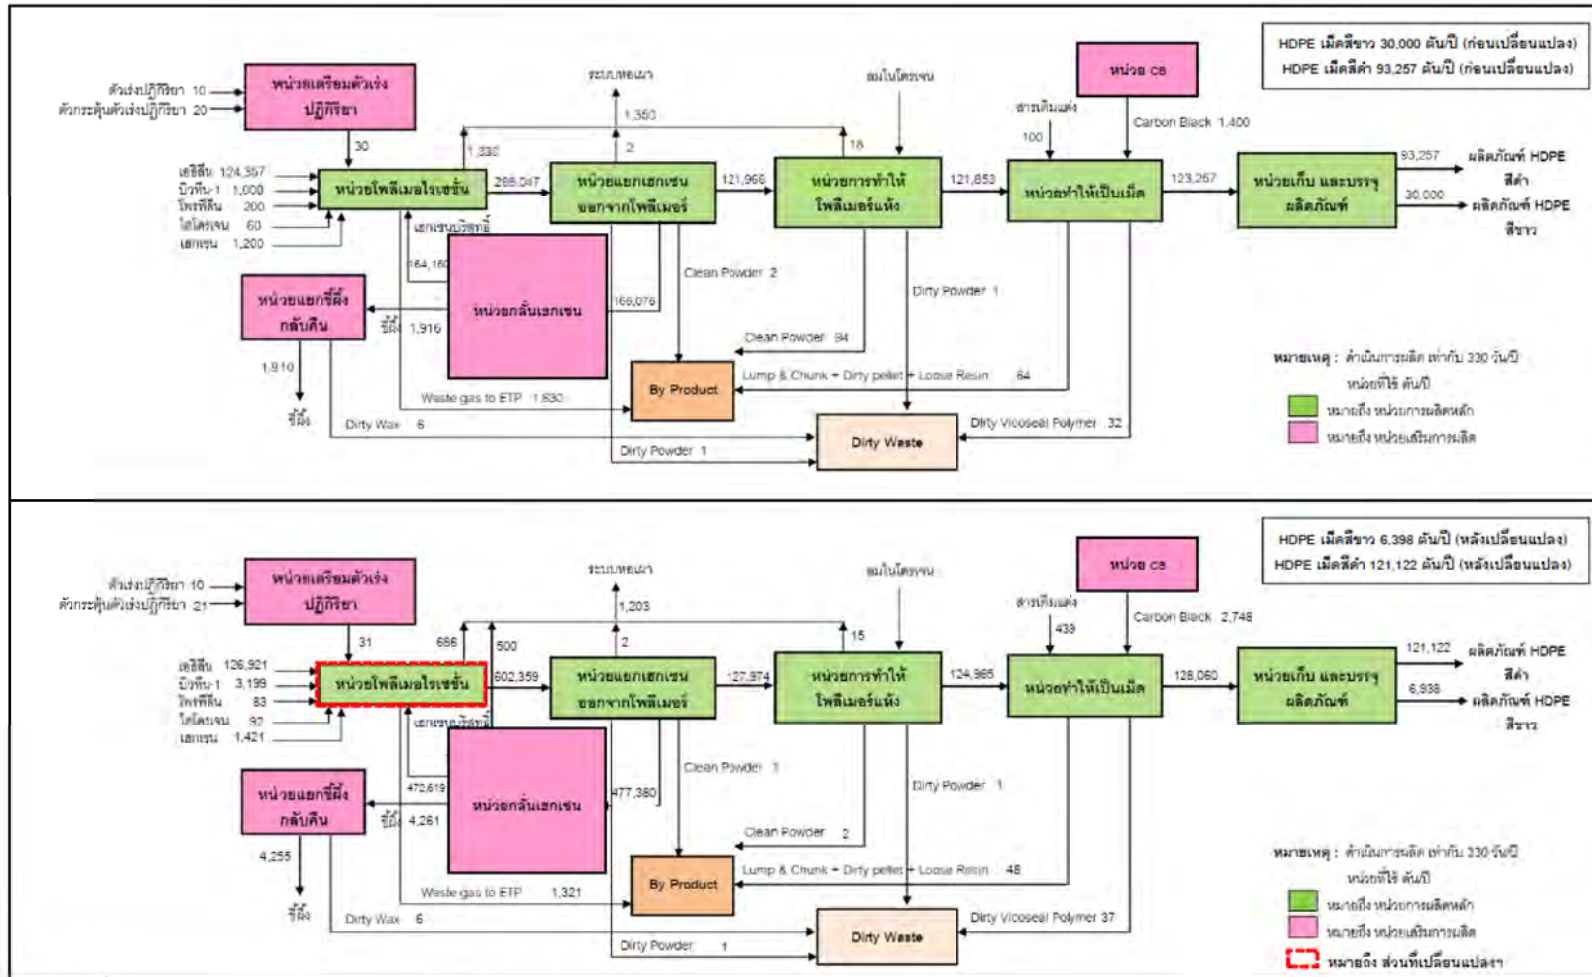 HDPE เม็ดสีขาว 30,000 ตัน/ปี (ก่อนเปลี่ยนแปลง)
HDPE เม็ดสีดำ 93,257 ตัน/ปี (ก่อนเปลี่ยนแปลง)
หน่วยเตรียมตัวเร่ง
ปฏิกิริยา
ตัวเร่งปฏิกิริยา 10
ตัวกระตุ้นตัวเร่งปฏิกิริยา 20
30
ระบบหอเผา
1,350
ลมไนโตรเจน
หน่วย CB
สารเติมแต่ง
100
Carbon Black 1,400
2
18
เอธิลีน 124,357
บิวทีน-1 1,000
โพรพิลีน 200
ไฮโดรเจน 60
เฮกเซน 1,200
หน่วยโพลีเมอไรเซชั่น
หน่วยแยกเฮกเซน
ออกจากโพลีเมอร์
121,966
หน่วยการทำให้
โพลีเมอร์แห้ง
121,853
หน่วยทำให้เป็นเม็ด
123,257
หน่วยเก็บ และบรรจุ
ผลิตภัณฑ์
93,257
ผลิตภัณฑ์ HDPE
สีดำ
30,000
ผลิตภัณฑ์ HDPE
สีขาว
เฮกเซนบริสุทธิ์
164,160
หน่วยกลั่นเฮกเซน
166,076
หน่วยแยกขี้ผึ้ง
กลับคืน
ขี้ผึ้ง 1,916
1,910
ขี้ผึ้ง
Clean Powder 2
Dirty Powder 1
Clean Powder 94
By Product
Lump & Chunk + Dirty pellet + Loose Resin 64
Waste gas to ETP 1,630
Dirty Wax 6
Dirty Powder 1
Dirty Waste
Dirty Vicoseal Polymer 32
หมายเหตุ : ดำเนินการผลิต เท่ากับ 330 วัน/ปี
หน่วยที่ใช้ ตัน/ปี
หมายถึง หน่วยการผลิตหลัก
หมายถึง หน่วยเสริมการผลิต
HDPE เม็ดสีขาว 6,398 ตัน/ปี (หลังเปลี่ยนแปลง)
HDPE เม็ดสีดำ 121,122 ตัน/ปี (หลังเปลี่ยนแปลง)
หน่วยเตรียมตัวเร่ง
ปฏิกิริยา
ตัวเร่งปฏิกิริยา 10
ตัวกระตุ้นตัวเร่งปฏิกิริยา 21
31
686
500
ระบบหอเผา
1,203
2
15
ลมไนโตรเจน
หน่วย CB
สารเติมแต่ง
439
Carbon Black 2,748
เอธิลีน 126,921
บิวทีน-1 3,199
โพรพิลีน 83
ไฮโดรเจน 92
เฮกเซน 1,421
หน่วยโพลีเมอไรเซชั่น
602,359
หน่วยแยกเฮกเซน
ออกจากโพลีเมอร์
127,974
หน่วยการทำให้
โพลีเมอร์แห้ง
124,965
หน่วยทำให้เป็นเม็ด
128,060
หน่วยเก็บ และบรรจุ
ผลิตภัณฑ์
121,122
ผลิตภัณฑ์ HDPE
สีดำ
6,938
ผลิตภัณฑ์ HDPE
สีขาว
เฮกเซนบริสุทธิ์
472,619
หน่วยกลั่นเฮกเซน
477,380
หน่วยแยกขี้ผึ้ง
กลับคืน
ขี้ผึ้ง 4,261
4,255
ขี้ผึ้ง
Clean Powder
Dirty Powder 1
Clean Powder 2
By Product
Lump & Chunk + Dirty pellet + Loose Resin 48
Waste gas to ETP 1,321
Dirty Wax 6
Dirty Powder 1
Dirty Waste
Dirty Vicoseal Polymer 37
หมายเหตุ : ดำเนินการผลิต เท่ากับ 330 วัน/ปี
หน่วยที่ใช้ ตัน/ปี
หมายถึง หน่วยการผลิตหลัก
หมายถึง หน่วยเสริมการผลิต
หมายถึง ส่วนที่เปลี่ยนแปลงฯ